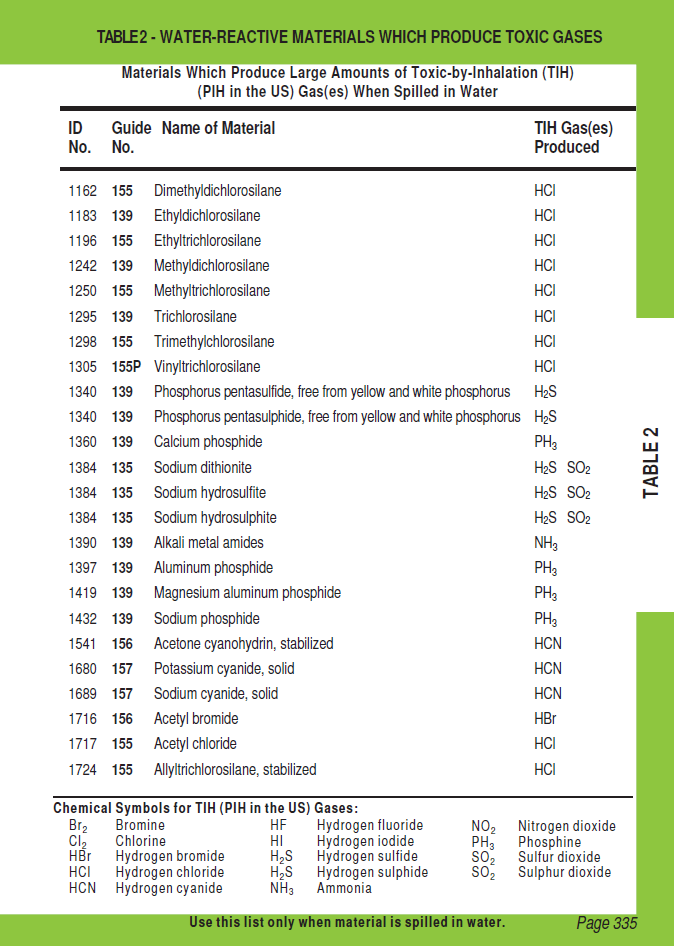 TABLE 2 - WATER-REACTIVE MATERIALS WHICH PRODUCE TOXIC GASES
Materials Which Produce Large Amounts of Toxic-by-Inhalation (TIH)
(PIH in the US) Gas(es) When Spilled in Water
ID Guide Name of Material TIH Gas(es)
No. No. Produced
1162 155 Dimethyldichlorosilane HCl
1183 139 Ethyldichlorosilane HCl
1196 155 Ethyltrichlorosilane HCl
1242 139 Methyldichlorosilane HCl
1250 155 Methyltrichlorosilane HCl
1295 139 Trichlorosilane HCl
1298 155 Trimethylchlorosilane HCl
1305 155P Vinyltrichlorosilane HCl
1340 139 Phosphorus pentasulfide, free from yellow and white phosphorus H₂S
1340 139 Phosphorus pentasulphide, free from yellow and white phosphorus H₂S
1360 139 Calcium phosphide PH₃
1384 135 Sodium dithionite H₂S SO₂
1384 135 Sodium hydrosulfite H₂S SO₂
1384 135 Sodium hydrosulphite H₂S SO₂
1390 139 Alkali metal amides NH₃
1397 139 Aluminum phosphide PH₃
1419 139 Magnesium aluminum phosphide PH₃
1432 139 Sodium phosphide PH₃
1541 156 Acetone cyanohydrin, stabilized HCN
1680 157 Potassium cyanide, solid HCN
1689 157 Sodium cyanide, solid HCN
1716 156 Acetyl bromide HBr
1717 155 Acetyl chloride HCl
1724 155 Allyltrichlorosilane, stabilized HCl
TABLE 2
Chemical Symbols for TIH (PIH in the US) Gases:
Br₂ Bromine HF Hydrogen fluoride NO₂ Nitrogen dioxide
Cl₂ Chlorine HI Hydrogen iodide PH₃ Phosphine
HBr Hydrogen bromide H₂S Hydrogen sulfide SO₂ Sulfur dioxide
HCl Hydrogen chloride H₂S Hydrogen sulphide SO₂ Sulphur dioxide
HCN Hydrogen cyanide NH₃ Ammonia
Use this list only when material is spilled in water.
Page 335